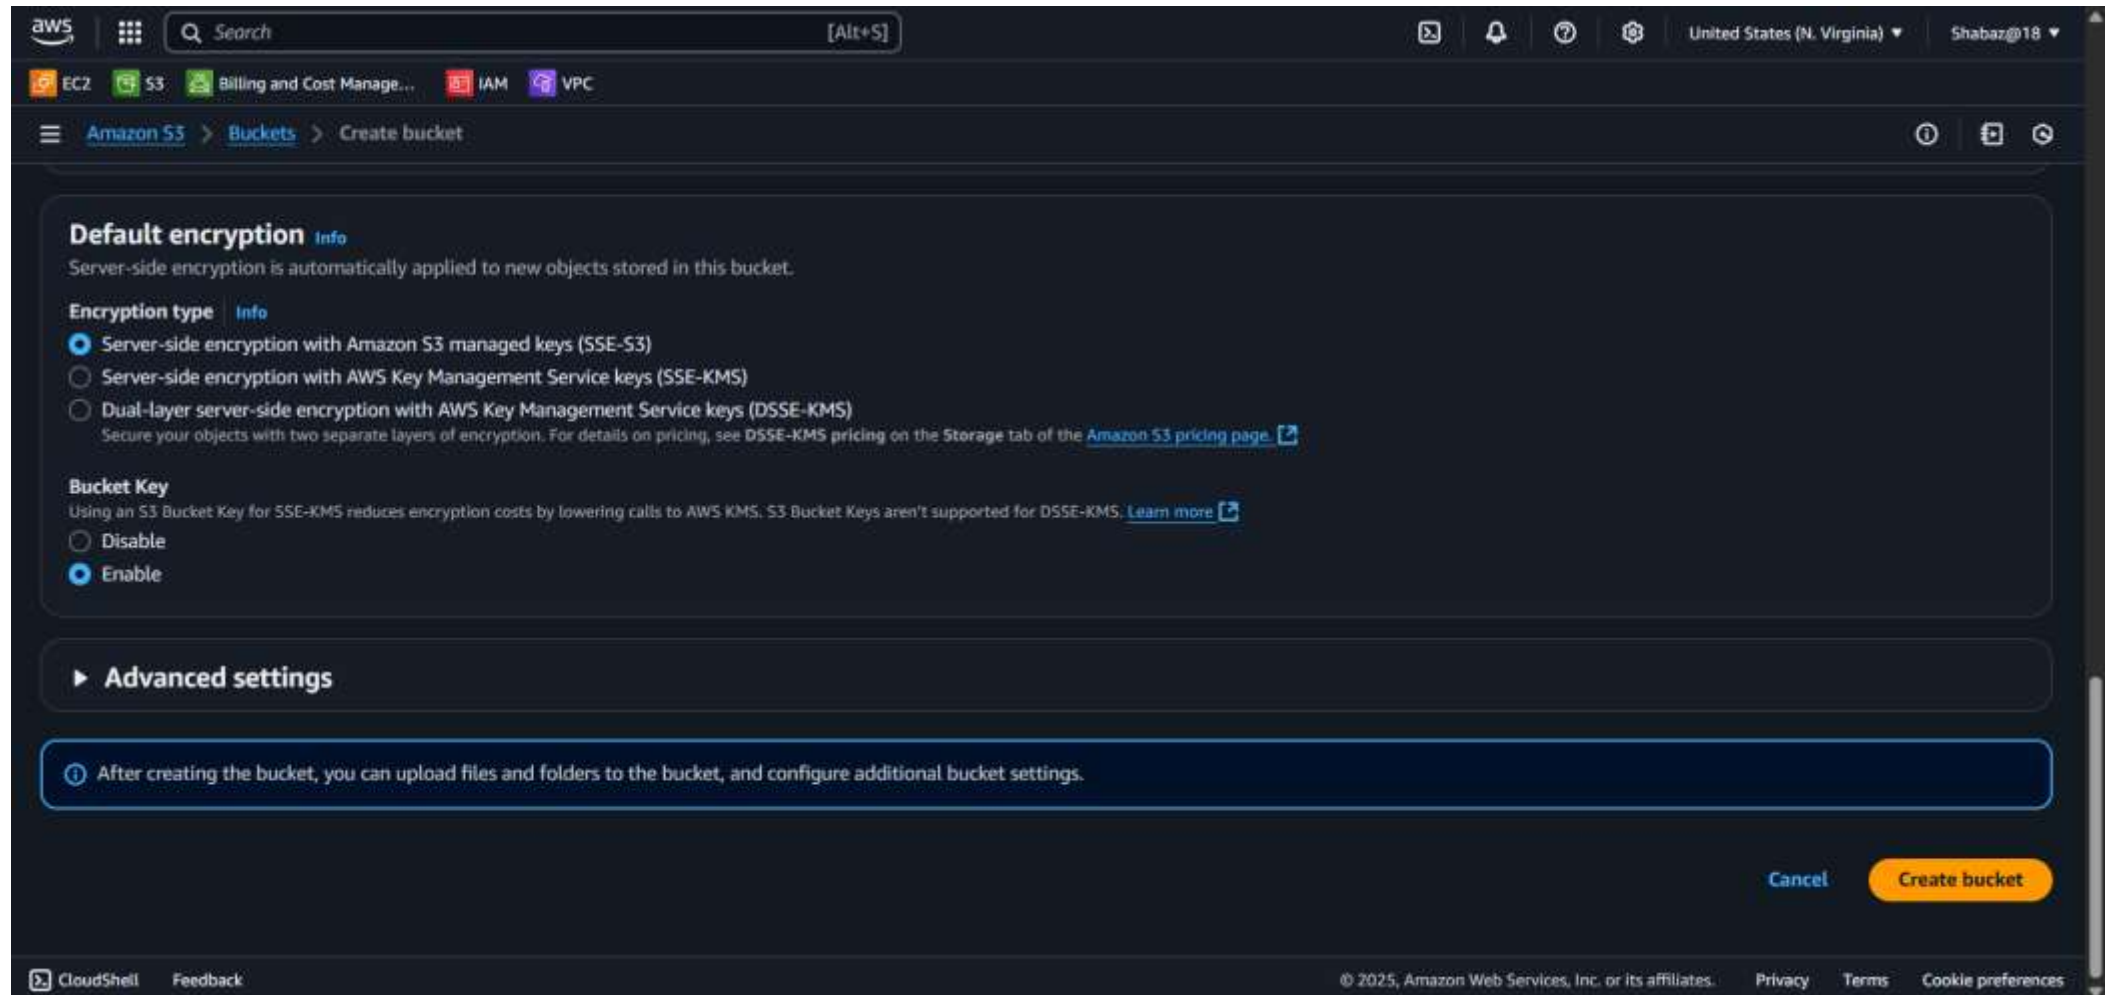 aws Search [Alt+S] United States (N. Virginia) Shabaz@18
EC2 S3 Billing and Cost Manage... IAM VPC
Amazon S3 > Buckets > Create bucket
Default encryption Info
Server-side encryption is automatically applied to new objects stored in this bucket.
Encryption type Info
Server-side encryption with Amazon S3 managed keys (SSE-S3)
Server-side encryption with AWS Key Management Service keys (SSE-KMS)
Dual-layer server-side encryption with AWS Key Management Service keys (DSSE-KMS)
Secure your objects with two separate layers of encryption. For details on pricing, see DSSE-KMS pricing on the Storage tab of the Amazon S3 pricing page.
Bucket Key
Using an S3 Bucket Key for SSE-KMS reduces encryption costs by lowering calls to AWS KMS. S3 Bucket Keys aren't supported for DSSE-KMS. Learn more
Disable
Enable
Advanced settings
After creating the bucket, you can upload files and folders to the bucket, and configure additional bucket settings.
Cancel Create bucket
CloudShell Feedback © 2025, Amazon Web Services, Inc. or its affiliates. Privacy Terms Cookie preferences